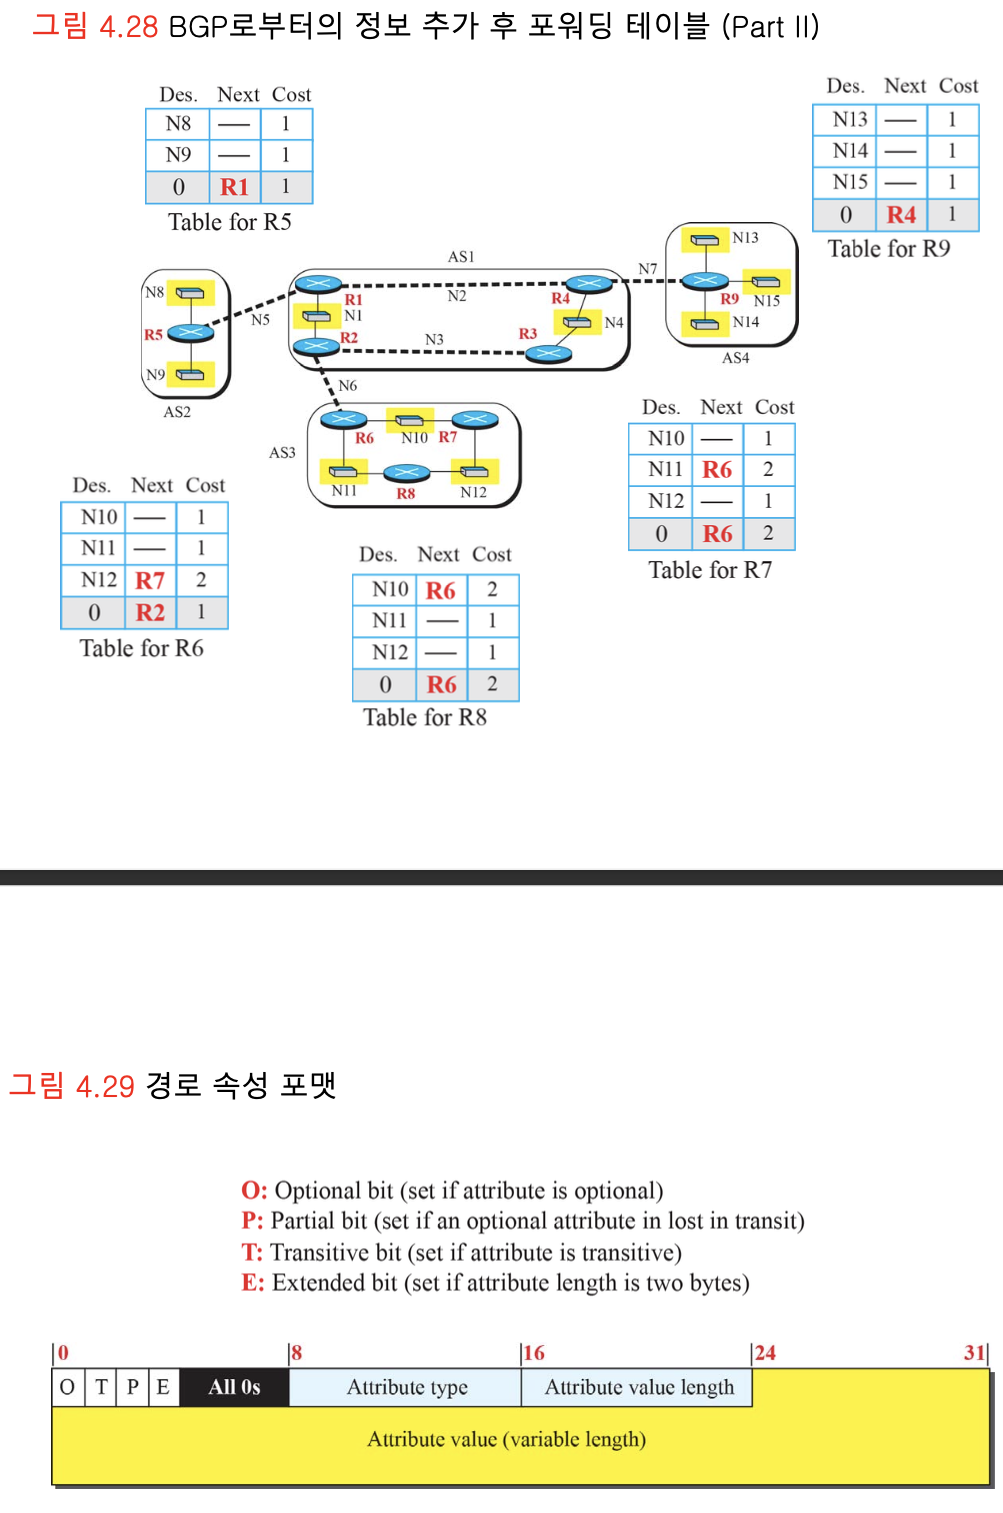 그림 4.28 BGP로부터의 정보 추가 후 포워딩 테이블 (Part II)
Des. Next Cost
N8 — 1
N9 — 1
0 R1 1
Table for R5
Des. Next Cost
N13 — 1
N14 — 1
N15 — 1
0 R4 1
Table for R9
AS1
N8
R5
N9
AS2
N5
R1
N1
R2
N2
N3
R4
R3
N4
N7
N13
R9
N15
N14
AS4
N6
AS3
R6
N10
R7
N11
R8
N12
Des. Next Cost
N10 — 1
N11 R6 2
N12 — 1
0 R6 2
Table for R7
Des. Next Cost
N10 — 1
N11 — 1
N12 R7 2
0 R2 1
Table for R6
Des. Next Cost
N10 R6 2
N11 — 1
N12 — 1
0 R6 2
Table for R8
그림 4.29 경로 속성 포맷
O: Optional bit (set if attribute is optional)
P: Partial bit (set if an optional attribute in lost in transit)
T: Transitive bit (set if attribute is transitive)
E: Extended bit (set if attribute length is two bytes)
0 8 16 24 31
O T P E All 0s Attribute type Attribute value length
Attribute value (variable length)